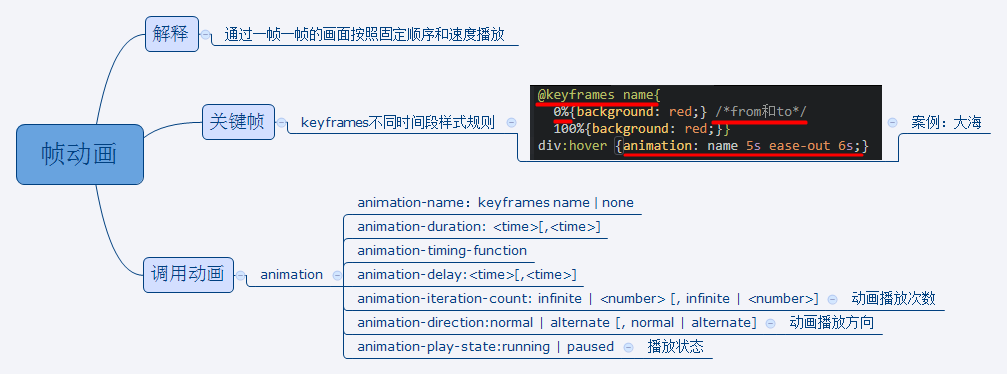 帧动画
解释
通过一帧一帧的画面按照固定顺序和速度播放
关键帧
keyframes不同时间段样式规则
@keyframes name{
0%{background: red;} /*from和to*/
100%{background: red;}}
div:hover {animation: name 5s ease-out 6s;}
案例：大海
调用动画
animation
animation-name：keyframes name | none
animation-duration: <time>[,<time>]
animation-timing-function
animation-delay:<time>[,<time>]
animation-iteration-count: infinite | <number> [, infinite | <number>] 动画播放次数
animation-direction:normal | alternate [, normal | alternate] 动画播放方向
animation-play-state:running | paused 播放状态